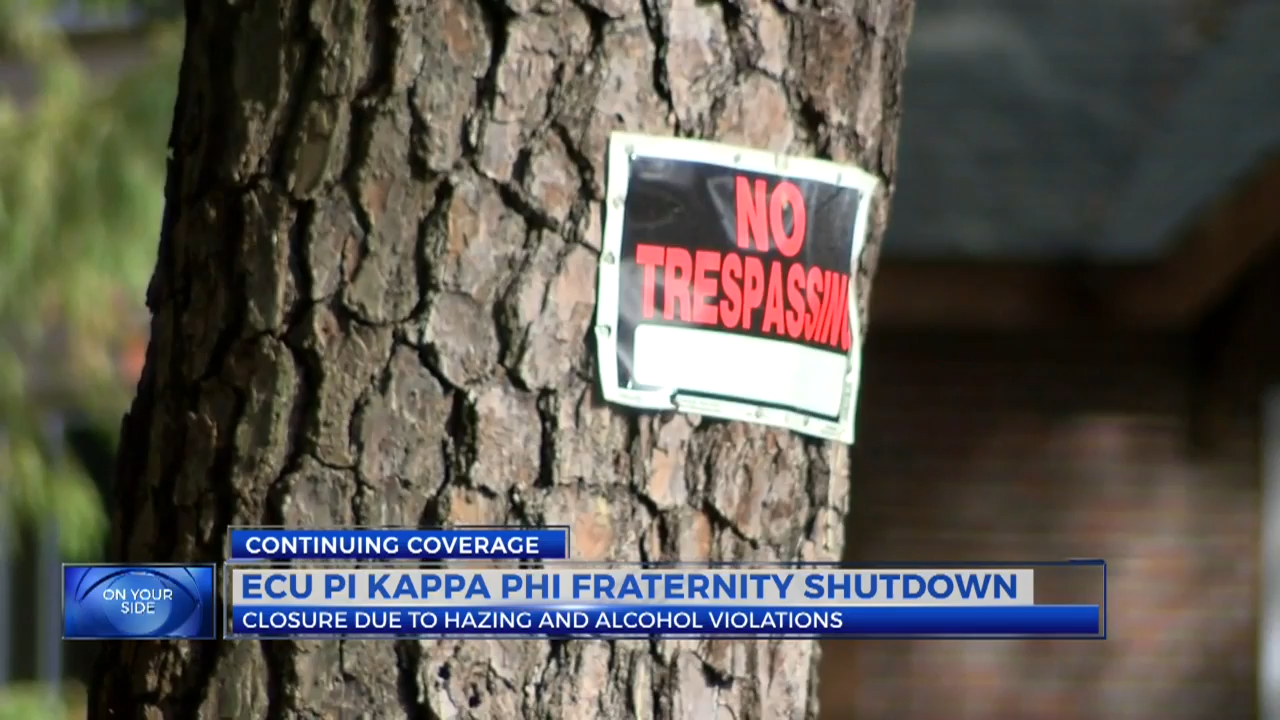 NO
TRESPASSING
CONTINUING COVERAGE
ON YOUR
SIDE
ECU PI KAPPA PHI FRATERNITY SHUTDOWN
CLOSURE DUE TO HAZING AND ALCOHOL VIOLATIONS